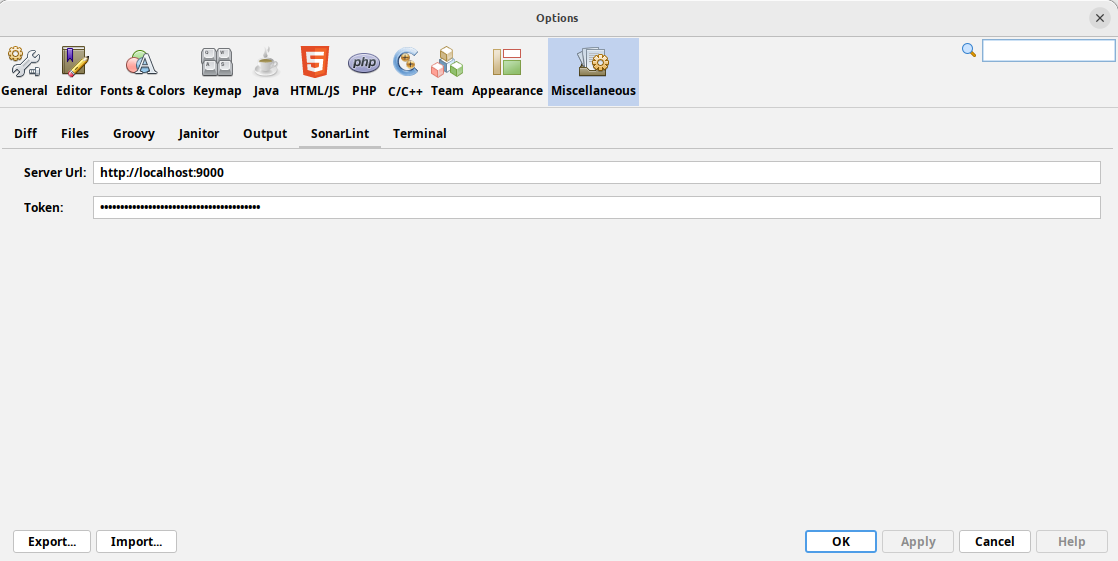 Options
General Editor Fonts & Colors Keymap Java HTML/JS PHP C/C++ Team Appearance Miscellaneous
Diff Files Groovy Janitor Output SonarLint Terminal
Server Url: http://localhost:9000
Token: ••••••••••••••••••••••••••••••••••••••••
Export... Import... OK Apply Cancel Help